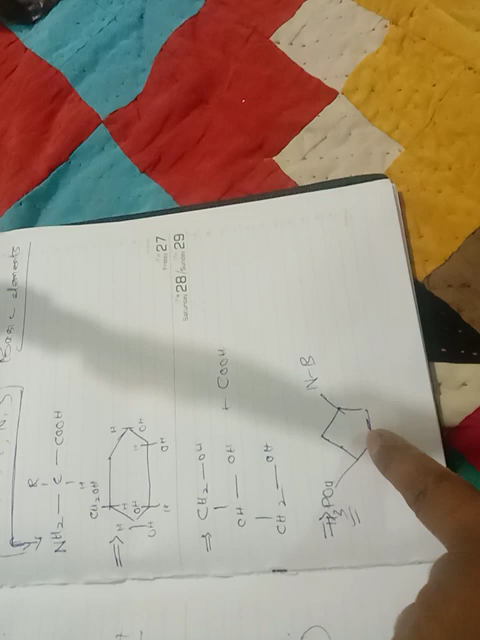 Basic elements
, N, S
R
NH2 — C — COOH
H
CH2OH
H
H
OH
OH
OH
H
OH
Friday 27
Saturday 28 / Sunday 29
⇒ CH2 — OH
CH — OH + COOH
CH2 — OH
N-B
⇒